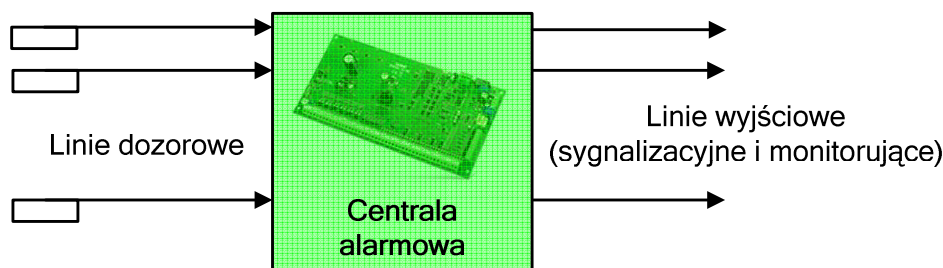 Linie dozorowe
Centrala
alarmowa
Linie wyjściowe
(sygnalizacyjne i monitorujące)